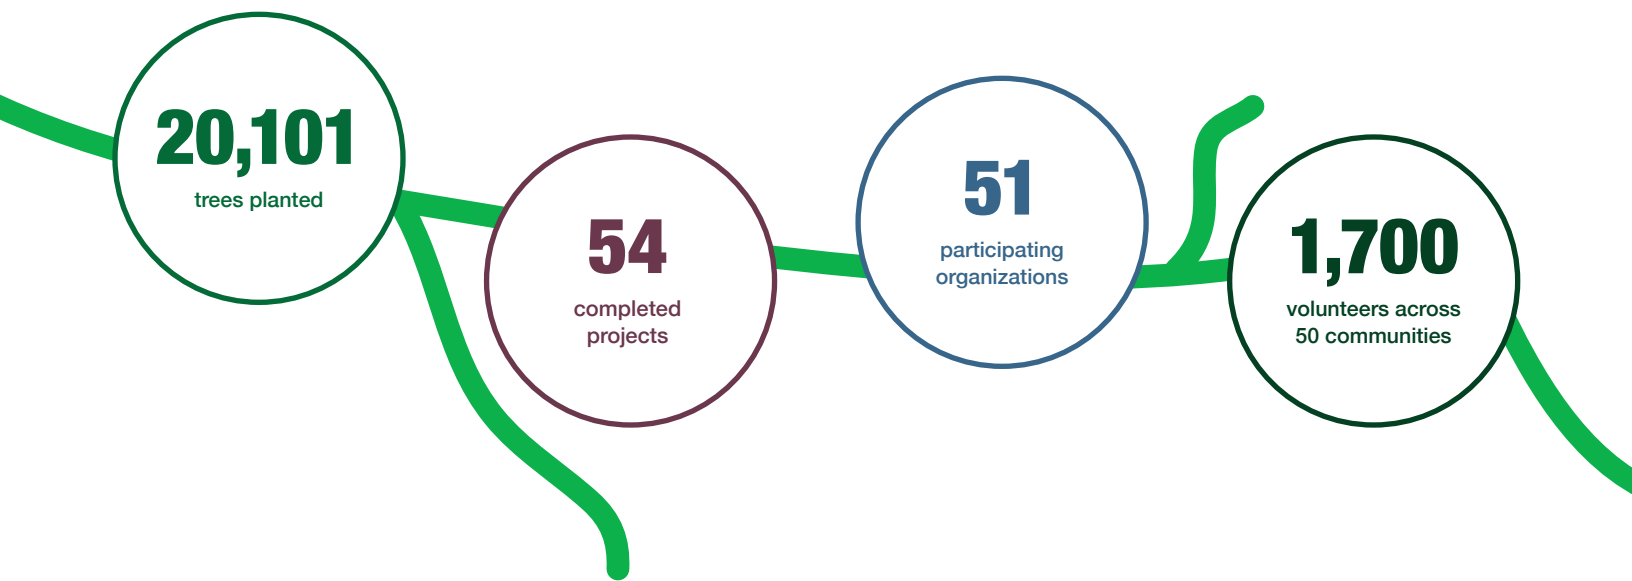 20,101
trees planted
54
completed
projects
51
participating
organizations
1,700
volunteers across
50 communities